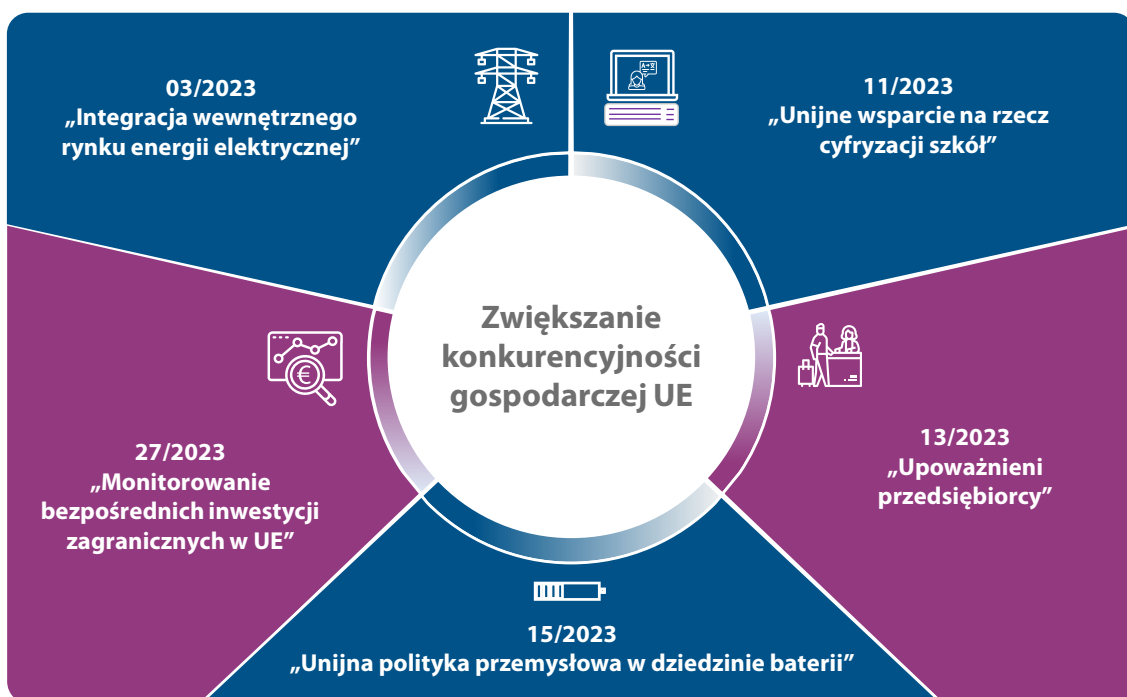 03/2023
„Integracja wewnętrznego
rynku energii elektrycznej”
11/2023
„Unijne wsparcie na rzecz
cyfryzacji szkół”
Zwiększanie
konkurencyjności
gospodarczej UE
27/2023
„Monitorowanie
bezpośrednich inwestycji
zagranicznych w UE”
13/2023
„Upoważnieni
przedsiębiorcy”
15/2023
„Unijna polityka przemysłowa w dziedzinie baterii”